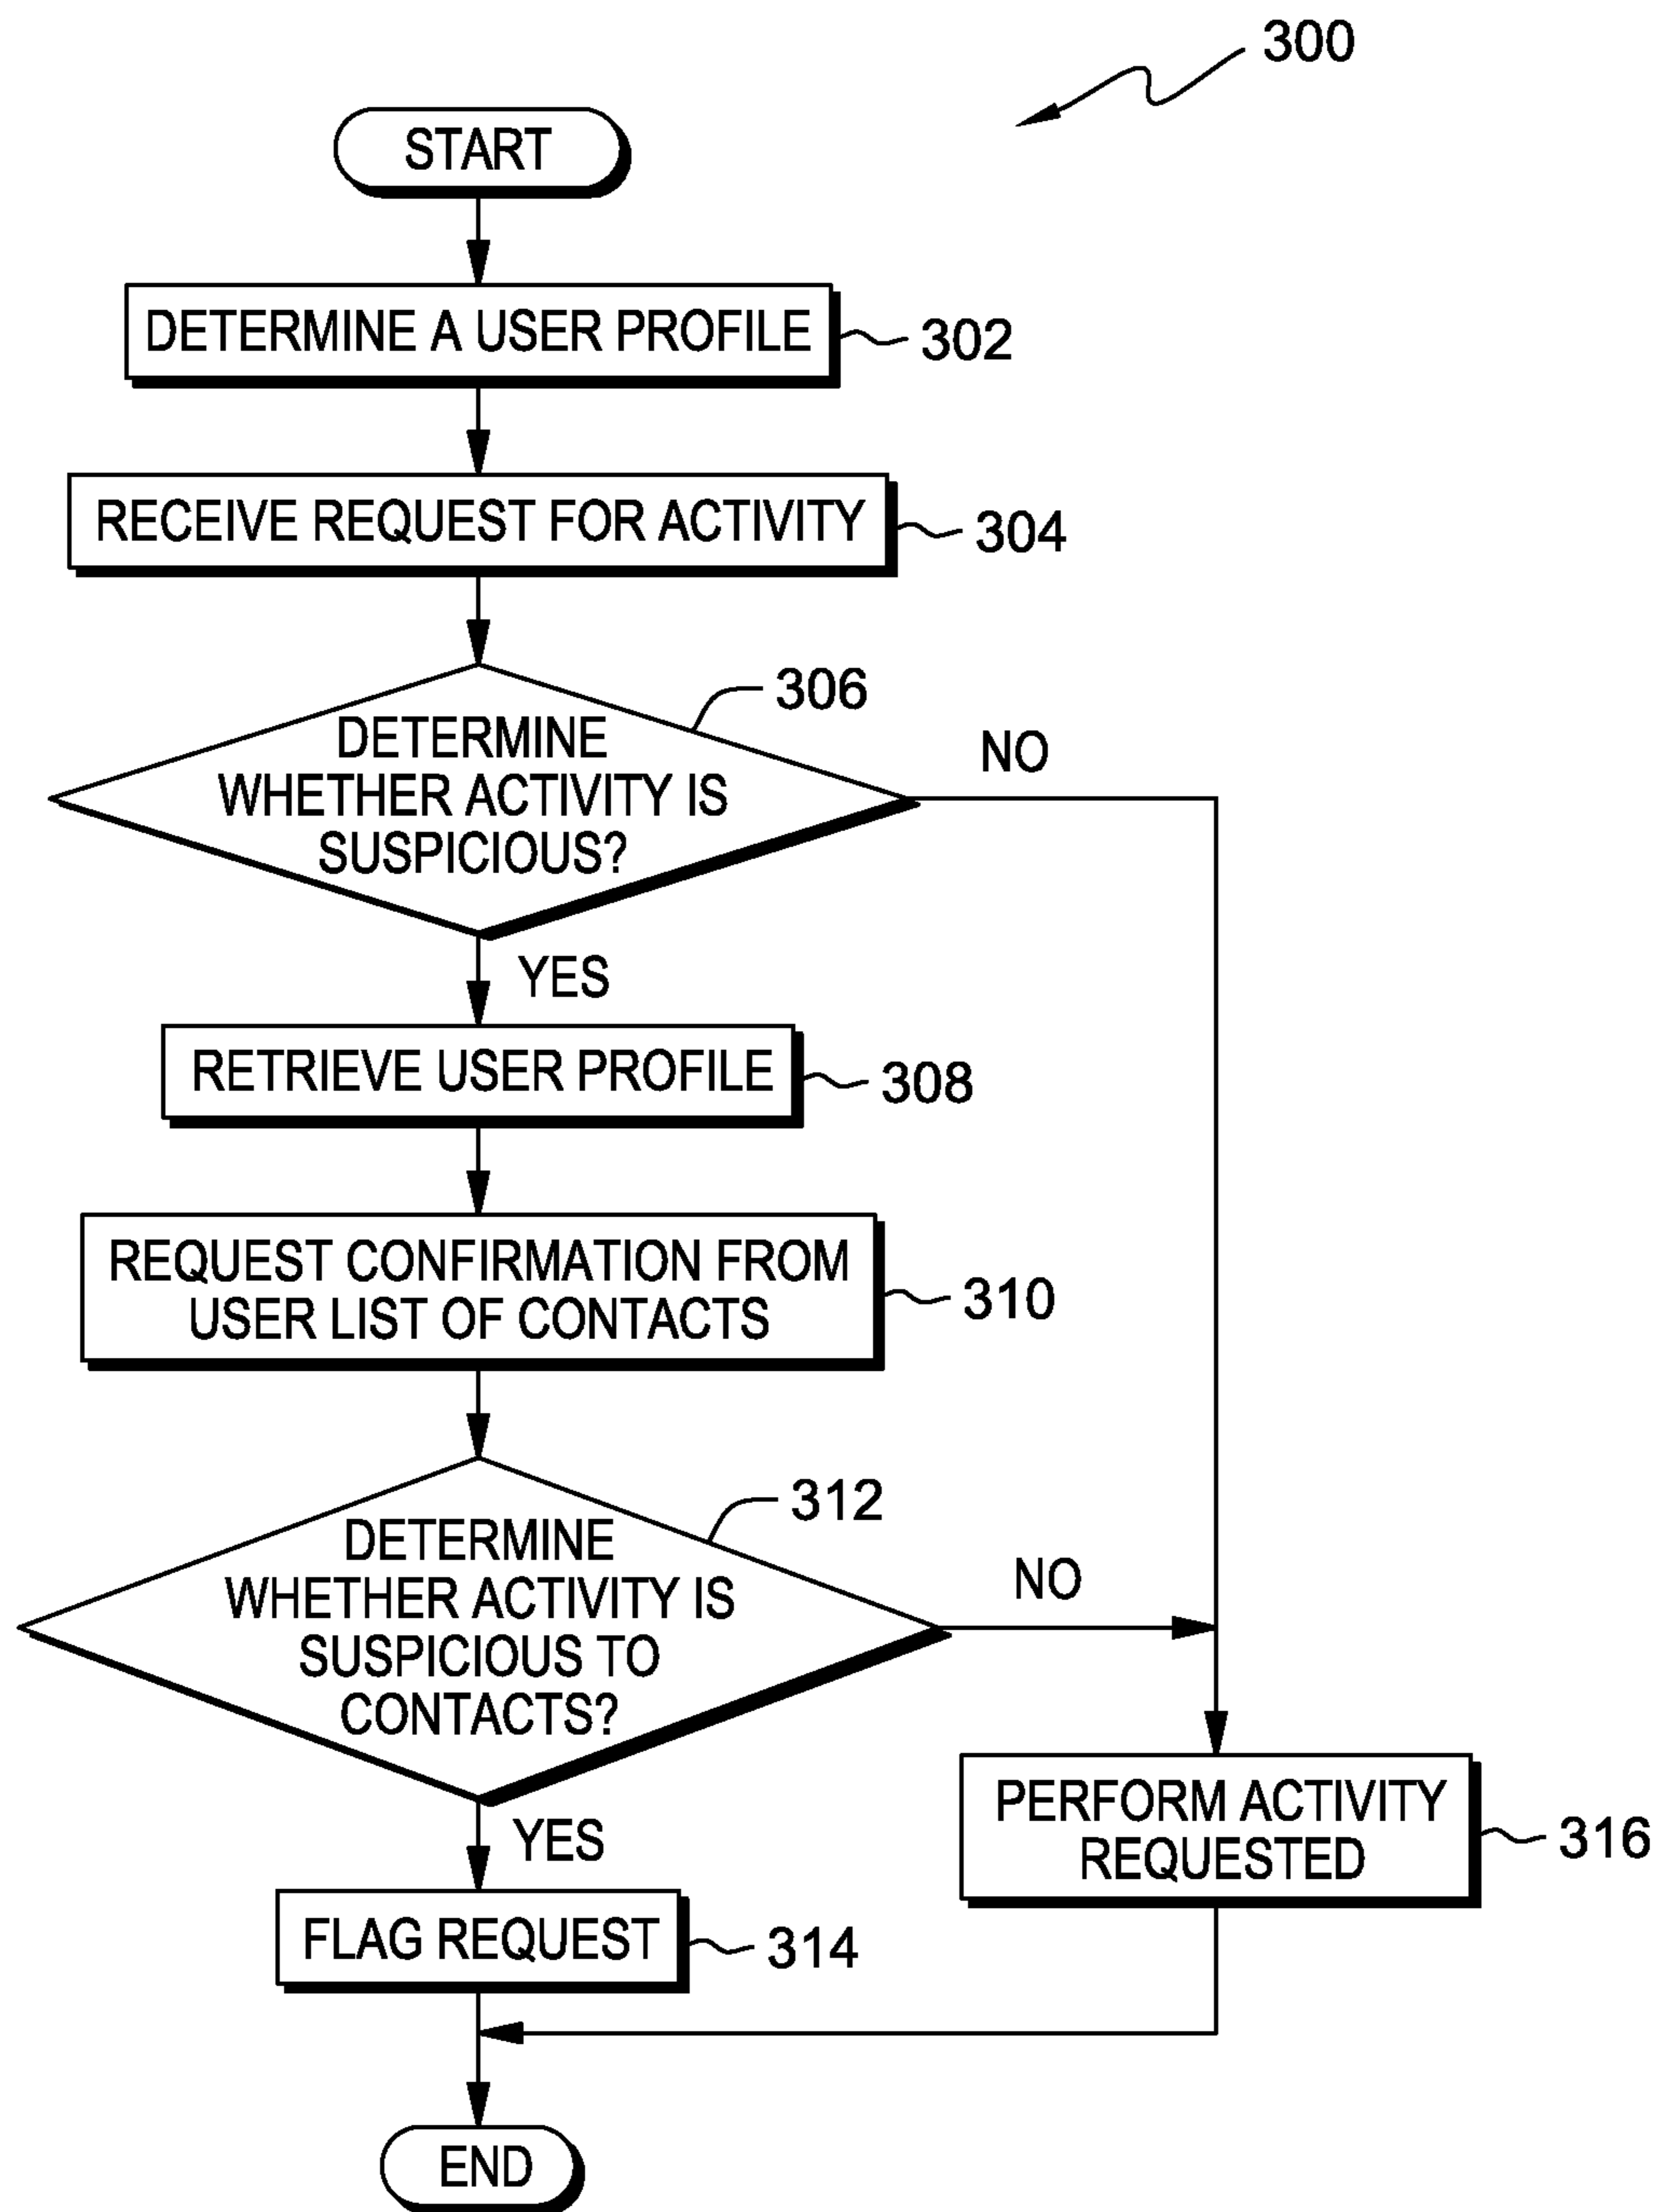 300
START
DETERMINE A USER PROFILE
302
RECEIVE REQUEST FOR ACTIVITY
304
306
DETERMINE
WHETHER ACTIVITY IS
SUSPICIOUS?
NO
YES
RETRIEVE USER PROFILE
308
REQUEST CONFIRMATION FROM
USER LIST OF CONTACTS
310
312
DETERMINE
WHETHER ACTIVITY IS
SUSPICIOUS TO
CONTACTS?
NO
YES
PERFORM ACTIVITY
REQUESTED
316
FLAG REQUEST
314
END